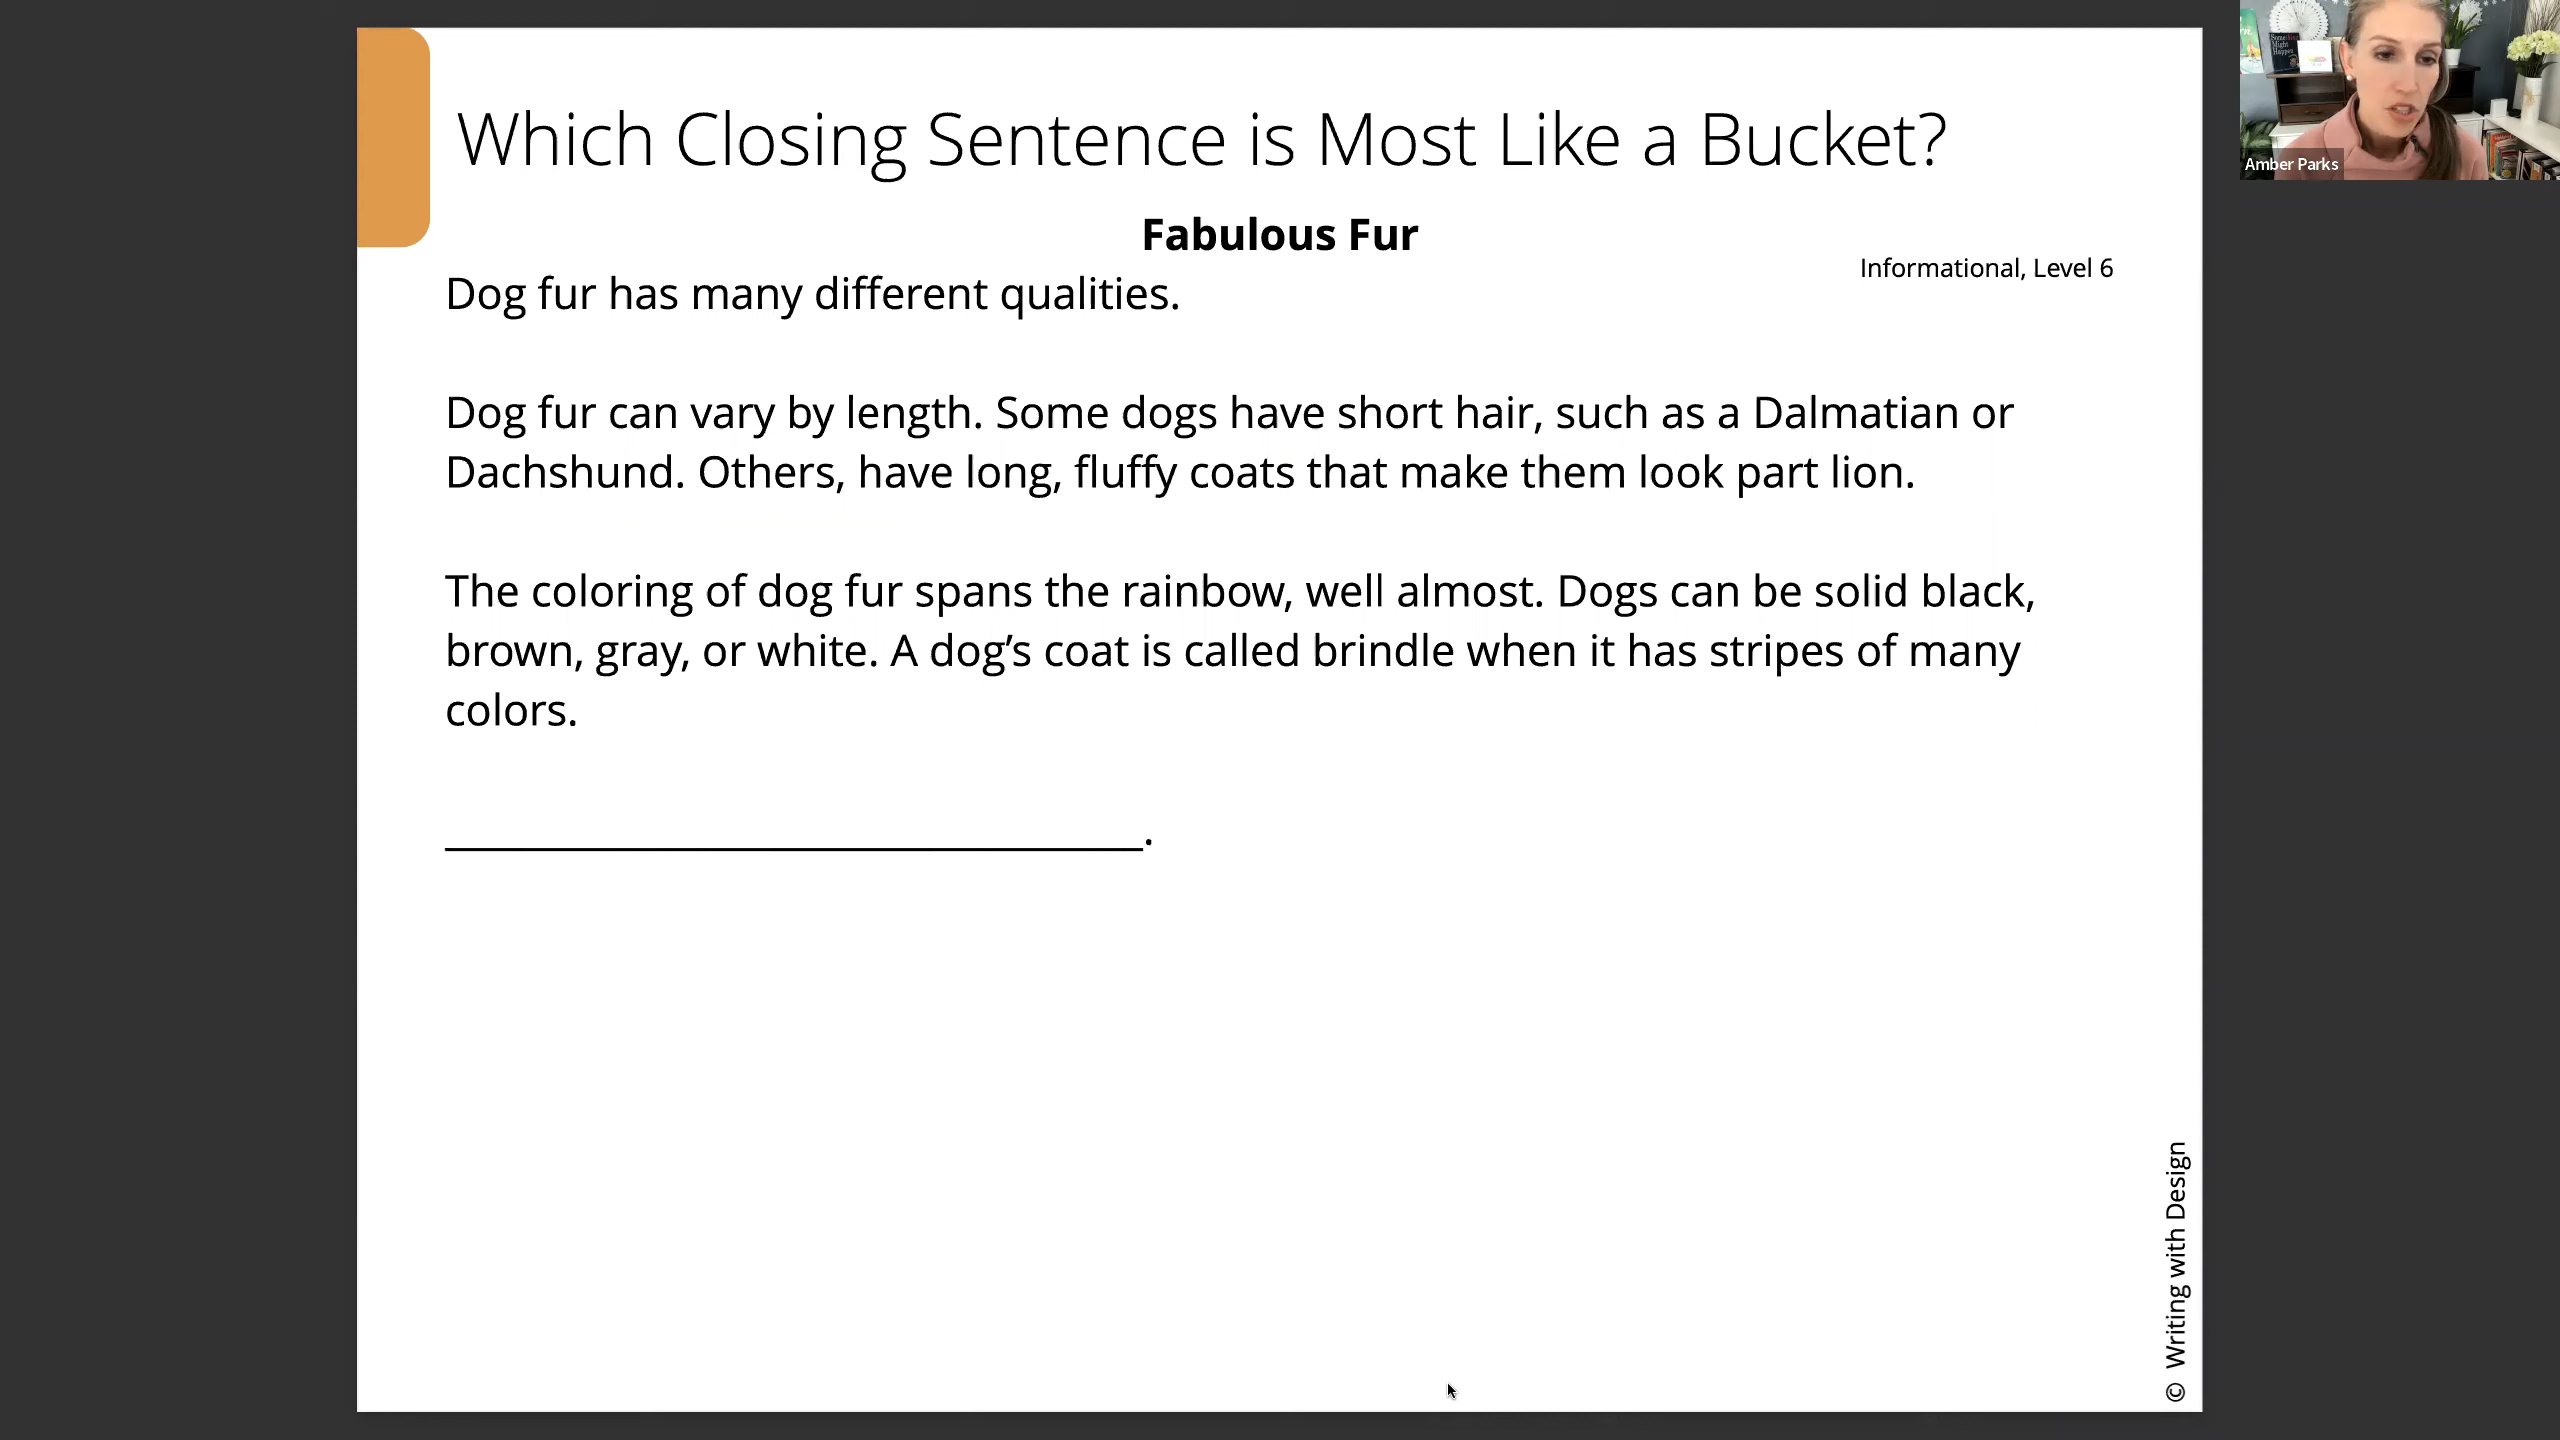 Which Closing Sentence is Most Like a Bucket?
Amber Parks
Fabulous Fur
Informational, Level 6
Dog fur has many different qualities.
Dog fur can vary by length. Some dogs have short hair, such as a Dalmatian or
Dachshund. Others, have long, fluffy coats that make them look part lion.
The coloring of dog fur spans the rainbow, well almost. Dogs can be solid black,
brown, gray, or white. A dog’s coat is called brindle when it has stripes of many
colors.
______________________________.
© Writing with Design